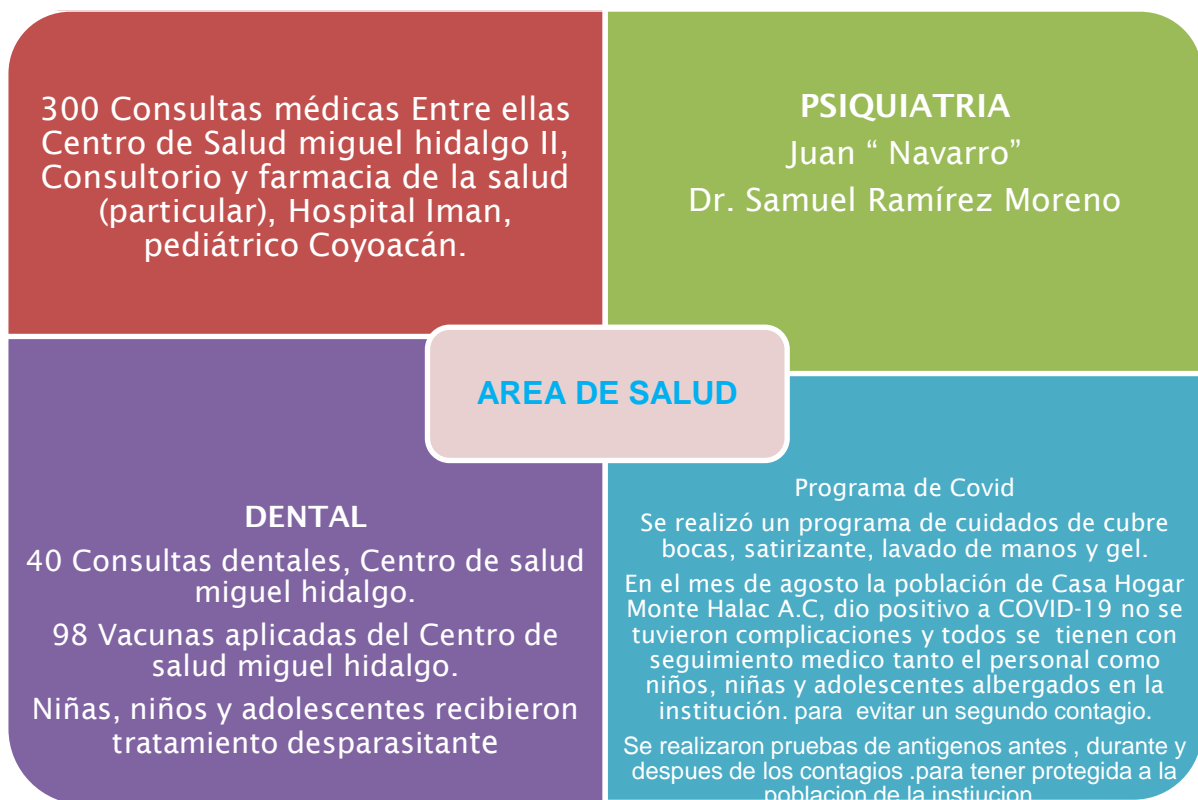 300 Consultas médicas Entre ellas
Centro de Salud miguel hidalgo II,
Consultorio y farmacia de la salud
(particular), Hospital Iman,
pediátrico Coyoacán.
PSIQUIATRIA
Juan “ Navarro”
Dr. Samuel Ramírez Moreno
AREA DE SALUD
DENTAL
40 Consultas dentales, Centro de salud
miguel hidalgo.
98 Vacunas aplicadas del Centro de
salud miguel hidalgo.
Niñas, niños y adolescentes recibieron
tratamiento desparasitante
Programa de Covid
Se realizó un programa de cuidados de cubre
bocas, satirizante, lavado de manos y gel.
En el mes de agosto la población de Casa Hogar
Monte Halac A.C, dio positivo a COVID-19 no se
tuvieron complicaciones y todos se tienen con
seguimiento medico tanto el personal como
niños, niñas y adolescentes albergados en la
institución. para evitar un segundo contagio.
Se realizaron pruebas de antigenos antes , durante y
despues de los contagios .para tener protegida a la
poblacion de la instiucion